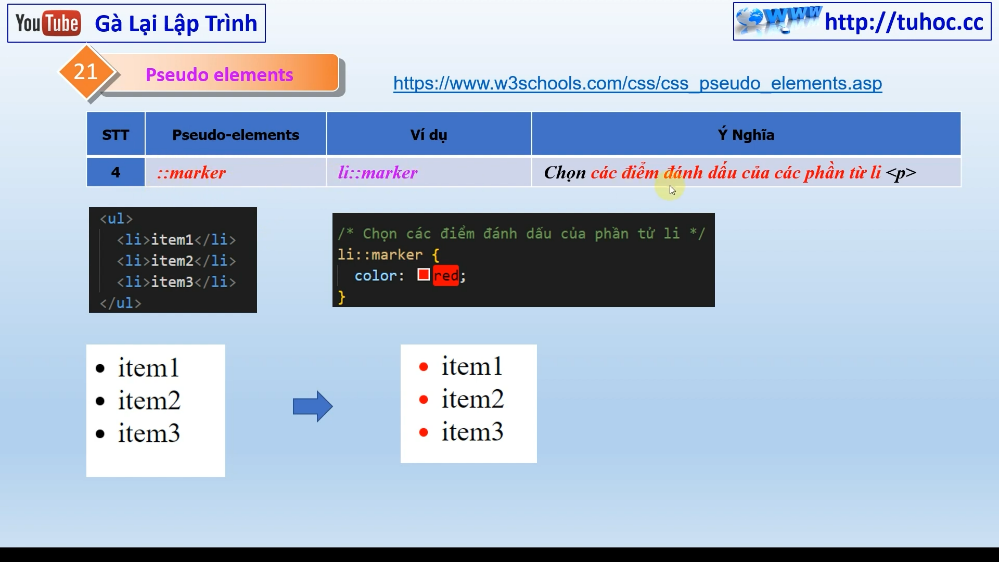 YouTube Gà Lại Lập Trình
www http://tuhoc.cc
21 Pseudo elements
https://www.w3schools.com/css/css_pseudo_elements.asp
STT Pseudo-elements Ví dụ Ý Nghĩa
4 ::marker li::marker Chọn các điểm đánh dấu của các phần từ li <p>
<ul>
<li>item1</li>
<li>item2</li>
<li>item3</li>
</ul>
/* Chọn các điểm đánh dấu của phần tử li */
li::marker {
color: red;
}
• item1
• item2
• item3
• item1
• item2
• item3